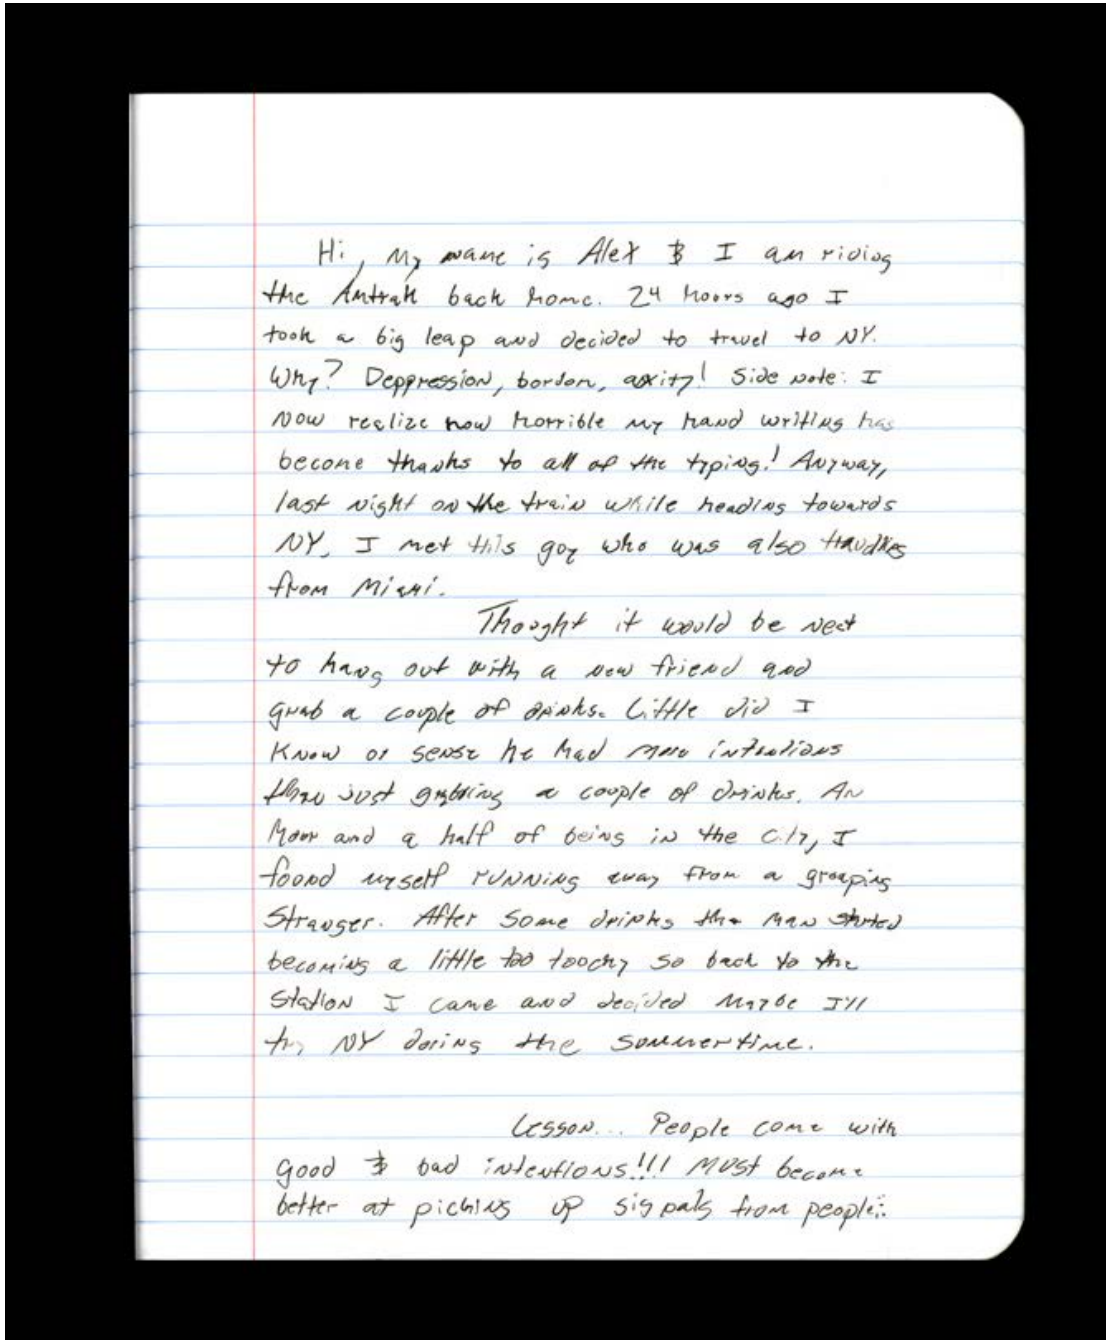 Hi, My name is Alex & I am riding
the Amtrak back home. 24 hours ago I
took a big leap and decided to travel to NY.
Why? Deppression, bordom, axity! Side note: I
now realize how horrible my hand writing has
become thanks to all of the typing! Anyway,
last night on the train while heading towards
NY, I met this guy who was also
from Miami.
Thought it would be neat
to hang out with a new friend and
grab a couple of drinks. Little did I
know or sense he had more intentions
than just grabbing a couple of drinks. An
hour and a half of being in the city, I
found myself running away from a groaping
stranger. After some drinks the man started
becoming a little too toochy so back to the
station I came and decided maybe I'll
try NY during the summertime.
Lesson... People come with
good & bad intentions!!! Must become
better at picking up signals from people.